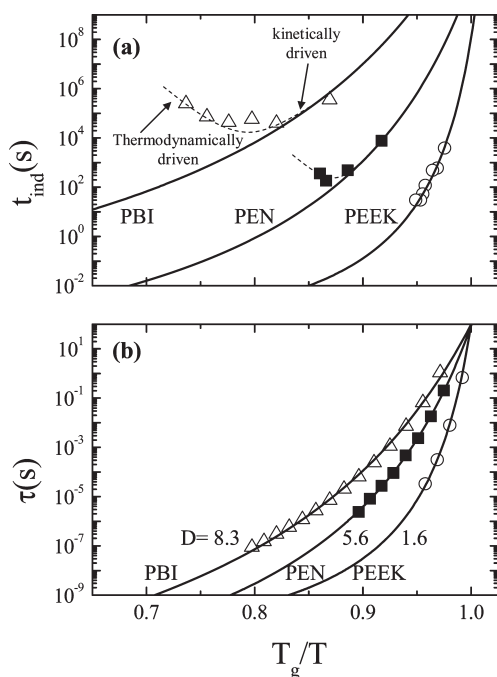 10^8
(a)
kinetically
driven
10^6
10^4
Thermodynamically
driven
t_ind(s)
10^2
PBI
PEN
PEEK
10^0
10^-2
(b)
10^1
10^-1
10^-3
τ(s)
10^-5
D= 8.3
5.6
1.6
10^-7
PBI
PEN
PEEK
10^-9
0.7
0.8
0.9
1.0
T_g/T